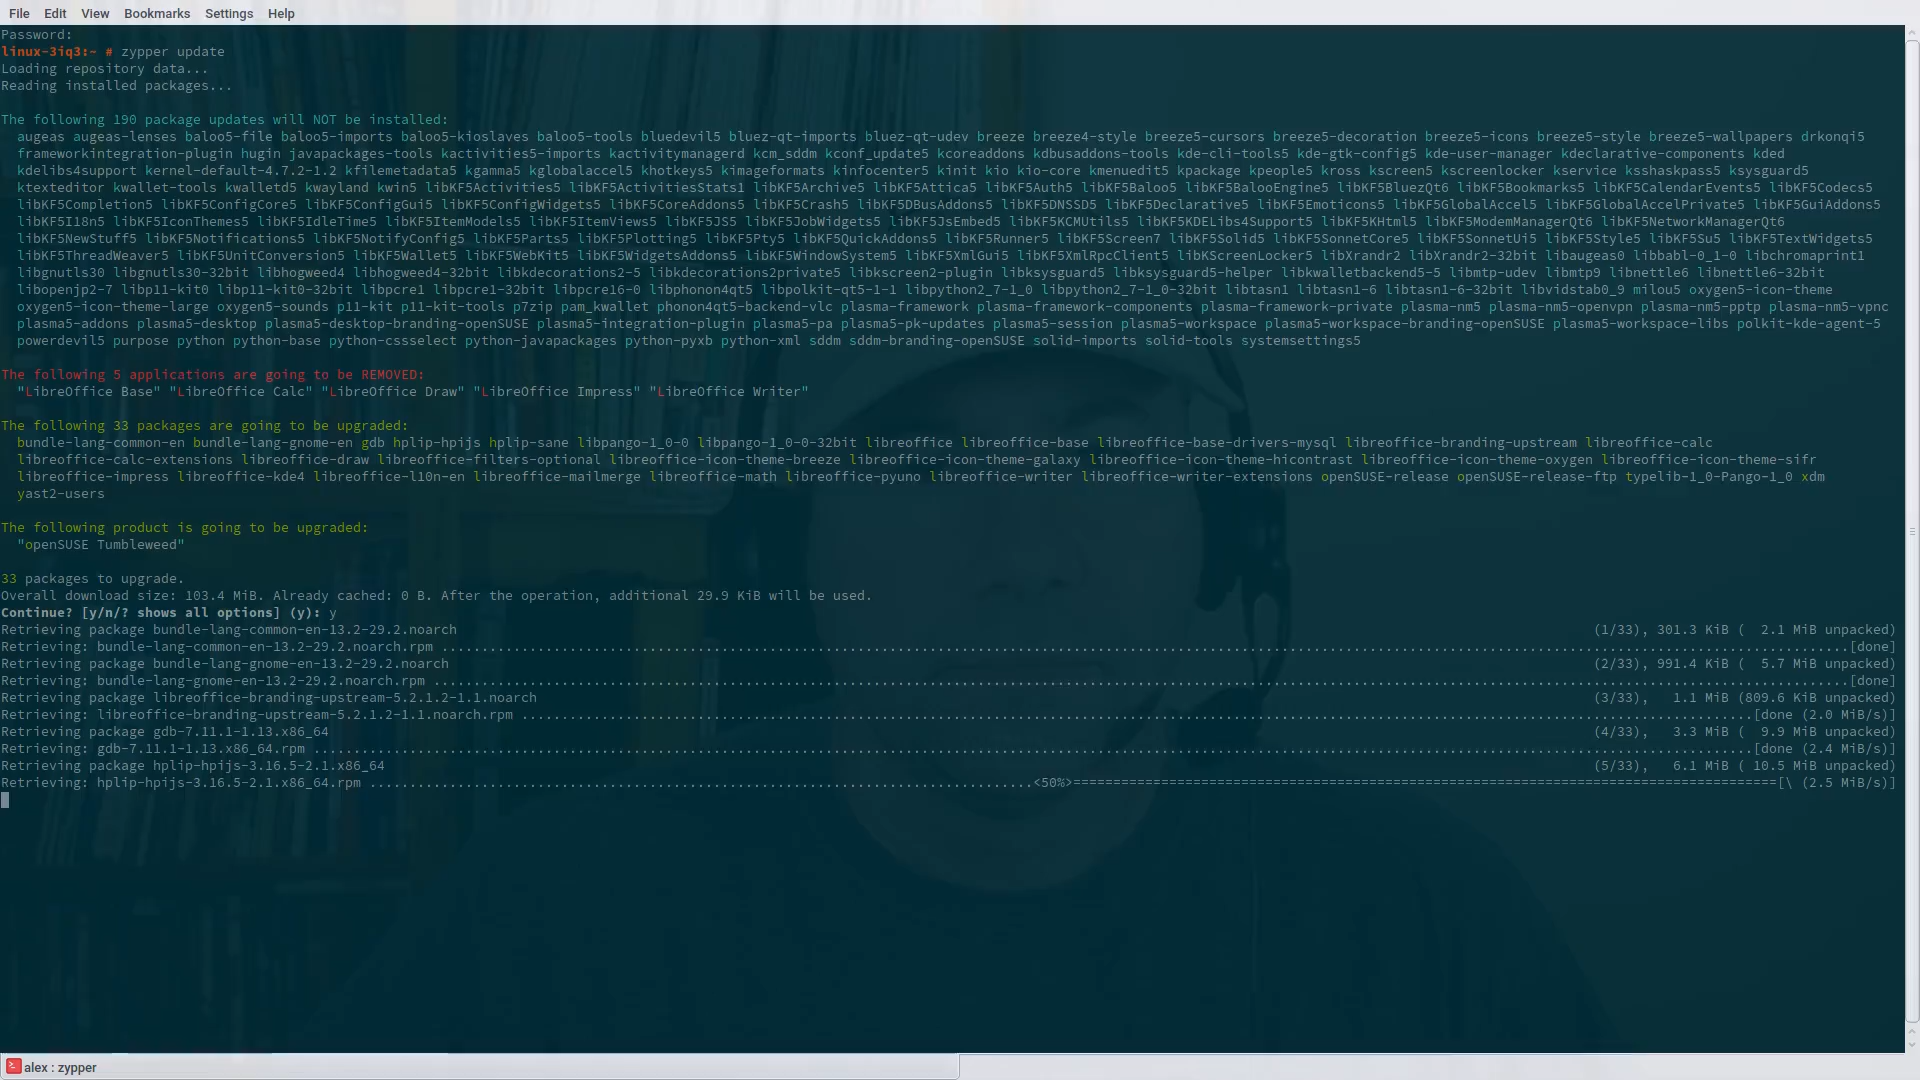 File Edit View Bookmarks Settings Help
Password:
linux-3iq3:~ # zypper update
Loading repository data...
Reading installed packages...
The following 190 package updates will NOT be installed:
augeas augeas-lenses baloo5-file baloo5-imports baloo5-kioslaves baloo5-tools bluedevil5 bluez-qt-imports bluez-qt-udev breeze breeze4-style breeze5-cursors breeze5-decoration breeze5-icons breeze5-style breeze5-wallpapers drkonqi5
frameworkintegration-plugin hugin javapackages-tools kactivities5-imports kactivitymanagerd kcm_sddm kconf_update5 kcoreaddons kdbusaddons-tools kde-cli-tools5 kde-gtk-config5 kde-user-manager kdeclarative-components kded
kdelibs4support kernel-default-4.7.2-1.2 kfilemetadata5 kgamma5 kglobalaccel5 khotkeys5 kimageformats kinfocenter5 kinit kio kio-core kmenuedit5 kpackage kpeople5 kross kscreen5 kscreenlocker kservice ksshaskpass5 ksysguard5
ktexteditor kwallet-tools kwalletd5 kwayland kwin5 libKF5Activities5 libKF5ActivitiesStats1 libKF5Archive5 libKF5Attica5 libKF5Auth5 libKF5Baloo5 libKF5BalooEngine5 libKF5BluezQt6 libKF5Bookmarks5 libKF5CalendarEvents5 libKF5Codecs5
libKF5Completion5 libKF5ConfigCore5 libKF5ConfigGui5 libKF5ConfigWidgets5 libKF5CoreAddons5 libKF5Crash5 libKF5DBusAddons5 libKF5DNSSD5 libKF5Declarative5 libKF5Emoticons5 libKF5GlobalAccel5 libKF5GlobalAccelPrivate5 libKF5GuiAddons5
libKF5I18n5 libKF5IconThemes5 libKF5IdleTime5 libKF5ItemModels5 libKF5ItemViews5 libKF5JS5 libKF5JobWidgets5 libKF5JsEmbed5 libKF5KCMUtils5 libKF5KDELibs4Support5 libKF5KHtml5 libKF5ModemManagerQt6 libKF5NetworkManagerQt6
libKF5NewStuff5 libKF5Notifications5 libKF5NotifyConfig5 libKF5Parts5 libKF5Plotting5 libKF5Pty5 libKF5QuickAddons5 libKF5Runner5 libKF5Screen7 libKF5Solid5 libKF5SonnetCore5 libKF5SonnetUi5 libKF5Style5 libKF5Su5 libKF5TextWidgets5
libKF5ThreadWeaver5 libKF5UnitConversion5 libKF5Wallet5 libKF5WebKit5 libKF5WidgetsAddons5 libKF5WindowSystem5 libKF5XmlGui5 libKF5XmlRpcClient5 libKScreenLocker5 libXrandr2 libXrandr2-32bit libaugeas0 libbabl-0_1-0 libchromaprint1
libgnutls30 libgnutls30-32bit libhogweed4 libhogweed4-32bit libkdecorations2-5 libkdecorations2private5 libkscreen2-plugin libksysguard5 libksysguard5-helper libkwalletbackend5-5 libmtp-udev libmtp9 libnettle6 libnettle6-32bit
libopenjp2-7 libp11-kit0 libp11-kit0-32bit libpcre1 libpcre1-32bit libpcre16-0 libphonon4qt5 libpolkit-qt5-1-1 libpython2_7-1_0 libpython2_7-1_0-32bit libtasn1 libtasn1-6 libtasn1-6-32bit libvidstab0_9 milou5 oxygen5-icon-theme
oxygen5-icon-theme-large oxygen5-sounds p11-kit p11-kit-tools p7zip pam_kwallet phonon4qt5-backend-vlc plasma-framework plasma-framework-components plasma-framework-private plasma-nm5 plasma-nm5-openvpn plasma-nm5-pptp plasma-nm5-vpnc
plasma5-addons plasma5-desktop plasma5-desktop-branding-openSUSE plasma5-integration-plugin plasma5-pa plasma5-pk-updates plasma5-session plasma5-workspace plasma5-workspace-branding-openSUSE plasma5-workspace-libs polkit-kde-agent-5
powerdevil5 purpose python python-base python-cssselect python-javapackages python-pyxb python-xml sddm sddm-branding-openSUSE solid-imports solid-tools systemsettings5
The following 5 applications are going to be REMOVED:
"LibreOffice Base" "LibreOffice Calc" "LibreOffice Draw" "LibreOffice Impress" "LibreOffice Writer"
The following 33 packages are going to be upgraded:
bundle-lang-common-en bundle-lang-gnome-en gdb hplip-hpijs hplip-sane libpango-1_0-0 libpango-1_0-0-32bit libreoffice libreoffice-base libreoffice-base-drivers-mysql libreoffice-branding-upstream libreoffice-calc
libreoffice-calc-extensions libreoffice-draw libreoffice-filters-optional libreoffice-icon-theme-breeze libreoffice-icon-theme-galaxy libreoffice-icon-theme-hicontrast libreoffice-icon-theme-oxygen libreoffice-icon-theme-sifr
libreoffice-impress libreoffice-kde4 libreoffice-l10n-en libreoffice-mailmerge libreoffice-math libreoffice-pyuno libreoffice-writer libreoffice-writer-extensions openSUSE-release openSUSE-release-ftp typelib-1_0-Pango-1_0 xdm
yast2-users
The following product is going to be upgraded:
"openSUSE Tumbleweed"
33 packages to upgrade.
Overall download size: 103.4 MiB. Already cached: 0 B. After the operation, additional 29.9 KiB will be used.
Continue? [y/n/? shows all options] (y): y
Retrieving package bundle-lang-common-en-13.2-29.2.noarch (1/33), 301.3 KiB ( 2.1 MiB unpacked)
Retrieving: bundle-lang-common-en-13.2-29.2.noarch.rpm ...[done]
Retrieving package bundle-lang-gnome-en-13.2-29.2.noarch (2/33), 991.4 KiB ( 5.7 MiB unpacked)
Retrieving: bundle-lang-gnome-en-13.2-29.2.noarch.rpm ...[done]
Retrieving package libreoffice-branding-upstream-5.2.1.2-1.1.noarch (3/33), 1.1 MiB (809.6 KiB unpacked)
Retrieving: libreoffice-branding-upstream-5.2.1.2-1.1.noarch.rpm ...[done (2.0 MiB/s)]
Retrieving package gdb-7.11.1-1.13.x86_64 (4/33), 3.3 MiB ( 9.9 MiB unpacked)
Retrieving: gdb-7.11.1-1.13.x86_64.rpm ...[done (2.4 MiB/s)]
Retrieving package hplip-hpijs-3.16.5-2.1.x86_64 (5/33), 6.1 MiB ( 10.5 MiB unpacked)
Retrieving: hplip-hpijs-3.16.5-2.1.x86_64.rpm ...<50%>===[\ (2.5 MiB/s)]
alex : zypper